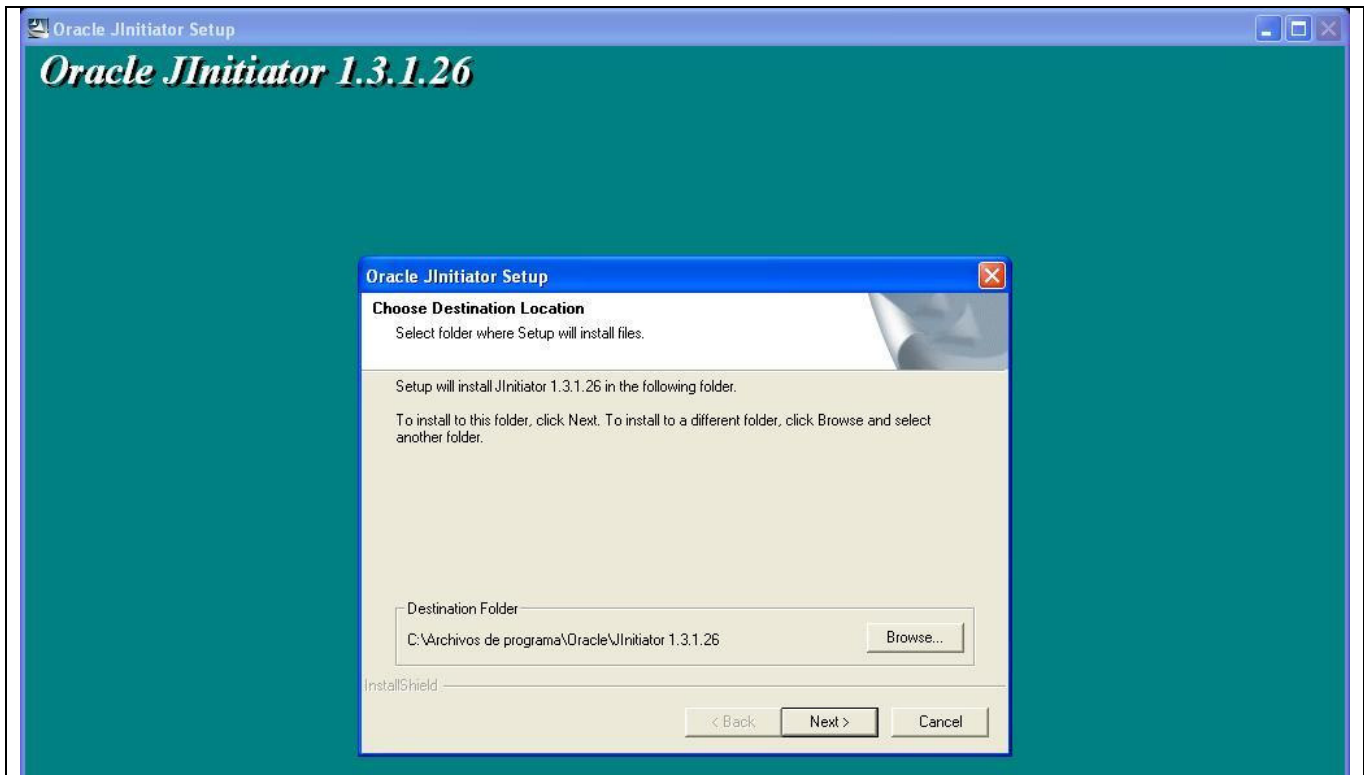 Oracle JInitiator Setup
Oracle JInitiator 1.3.1.26
Oracle JInitiator Setup
Choose Destination Location
Select folder where Setup will install files.
Setup will install JInitiator 1.3.1.26 in the following folder.
To install to this folder, click Next. To install to a different folder, click Browse and select
another folder.
Destination Folder
C:\Archivos de programa\Oracle\JInitiator 1.3.1.26
Browse...
InstallShield
< Back
Next >
Cancel